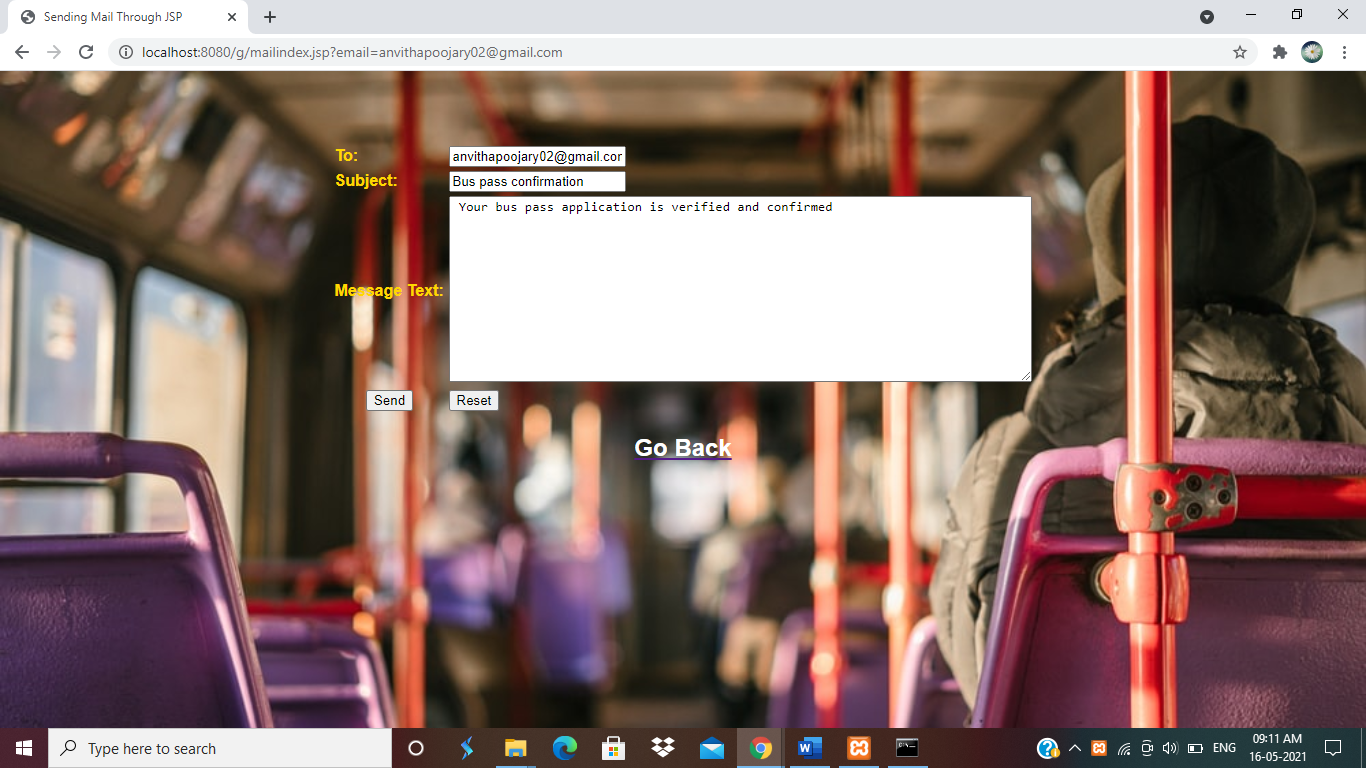 Sending Mail Through JSP
localhost:8080/g/mailindex.jsp?email=anvithapoojary02@gmail.com
To:
anvithapoojary02@gmail.cor
Subject:
Bus pass confirmation
Your bus pass application is verified and confirmed
Message Text:
Send
Reset
Go Back
Type here to search
ENG
09:11 AM
16-05-2021